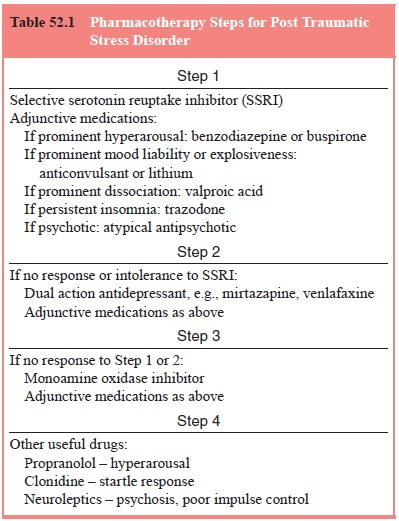 Table 52.1 Pharmacotherapy Steps for Post Traumatic
Stress Disorder
Step 1
Selective serotonin reuptake inhibitor (SSRI)
Adjunctive medications:
If prominent hyperarousal: benzodiazepine or buspirone
If prominent mood liability or explosiveness:
anticonvulsant or lithium
If prominent dissociation: valproic acid
If persistent insomnia: trazodone
If psychotic: atypical antipsychotic
Step 2
If no response or intolerance to SSRI:
Dual action antidepressant, e.g., mirtazapine, venlafaxine
Adjunctive medications as above
Step 3
If no response to Step 1 or 2:
Monoamine oxidase inhibitor
Adjunctive medications as above
Step 4
Other useful drugs:
Propranolol – hyperarousal
Clonidine – startle response
Neuroleptics – psychosis, poor impulse control